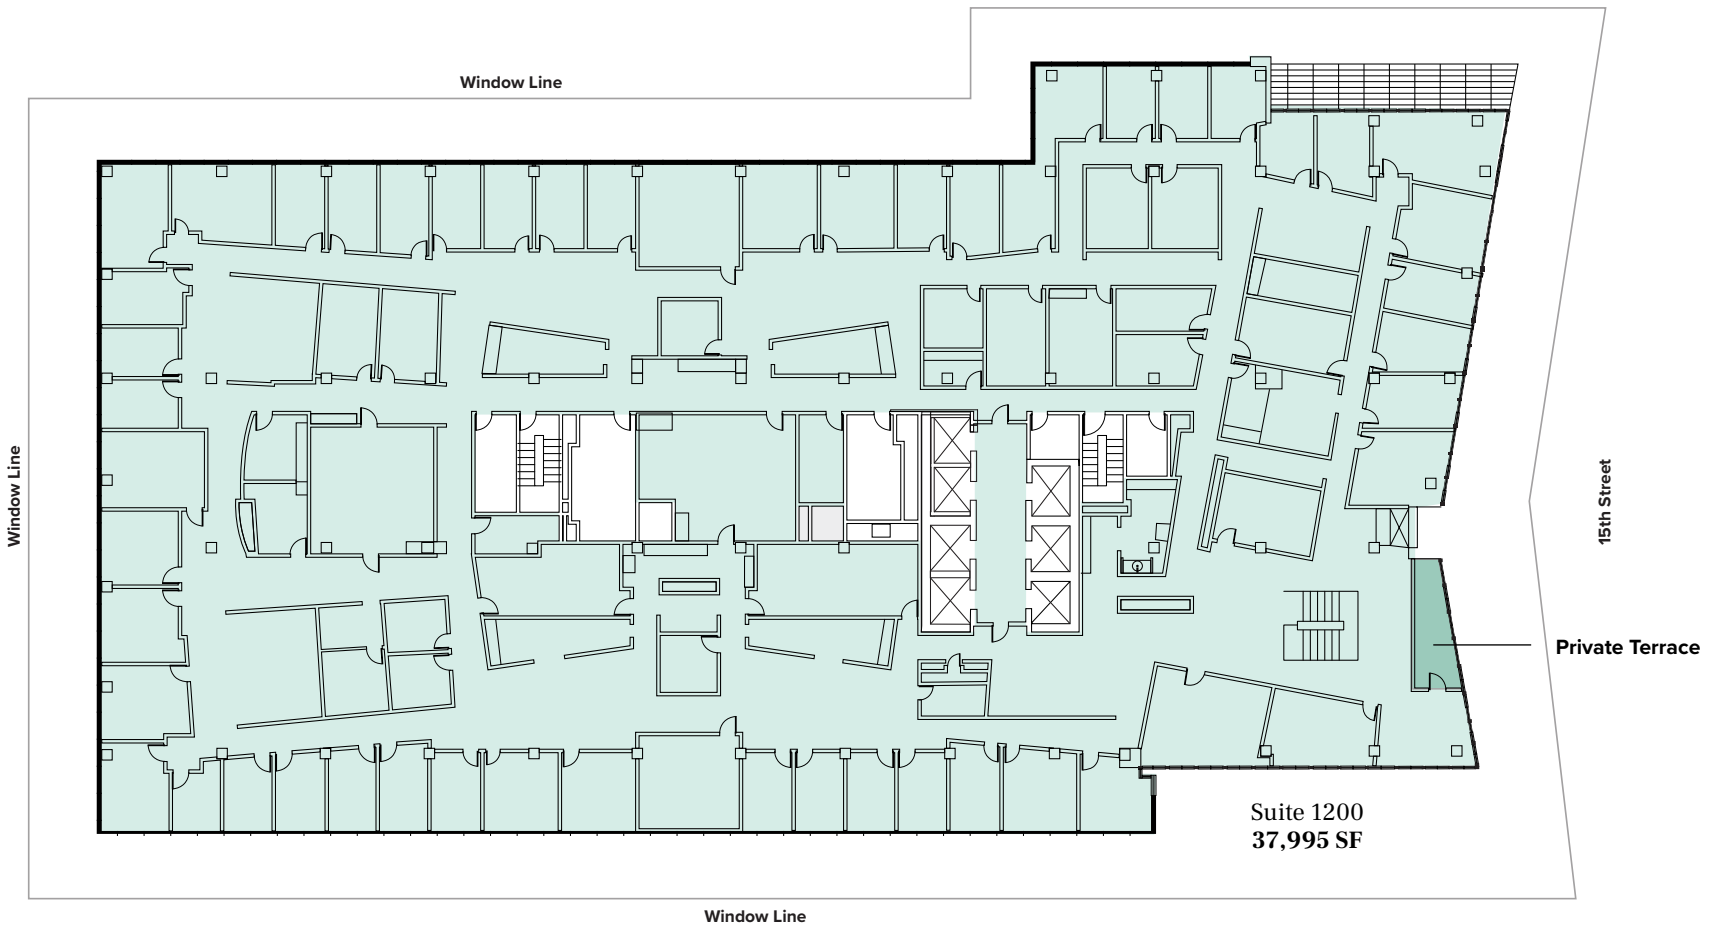 Window Line
Window Line
15th Street
Private Terrace
Suite 1200
37,995 SF
Window Line